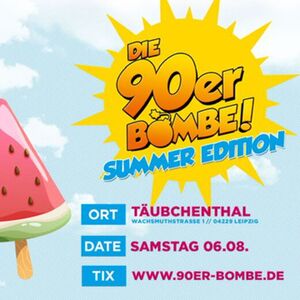 DIE
90er
BOMBE!
SUMMER EDITION
ORT TÄUBCHENTHAL
WACHSMUTHSTRASSE 1 // 04229 LEIPZIG
DATE SAMSTAG 06.08.
TIX WWW.90ER-BOMBE.DE